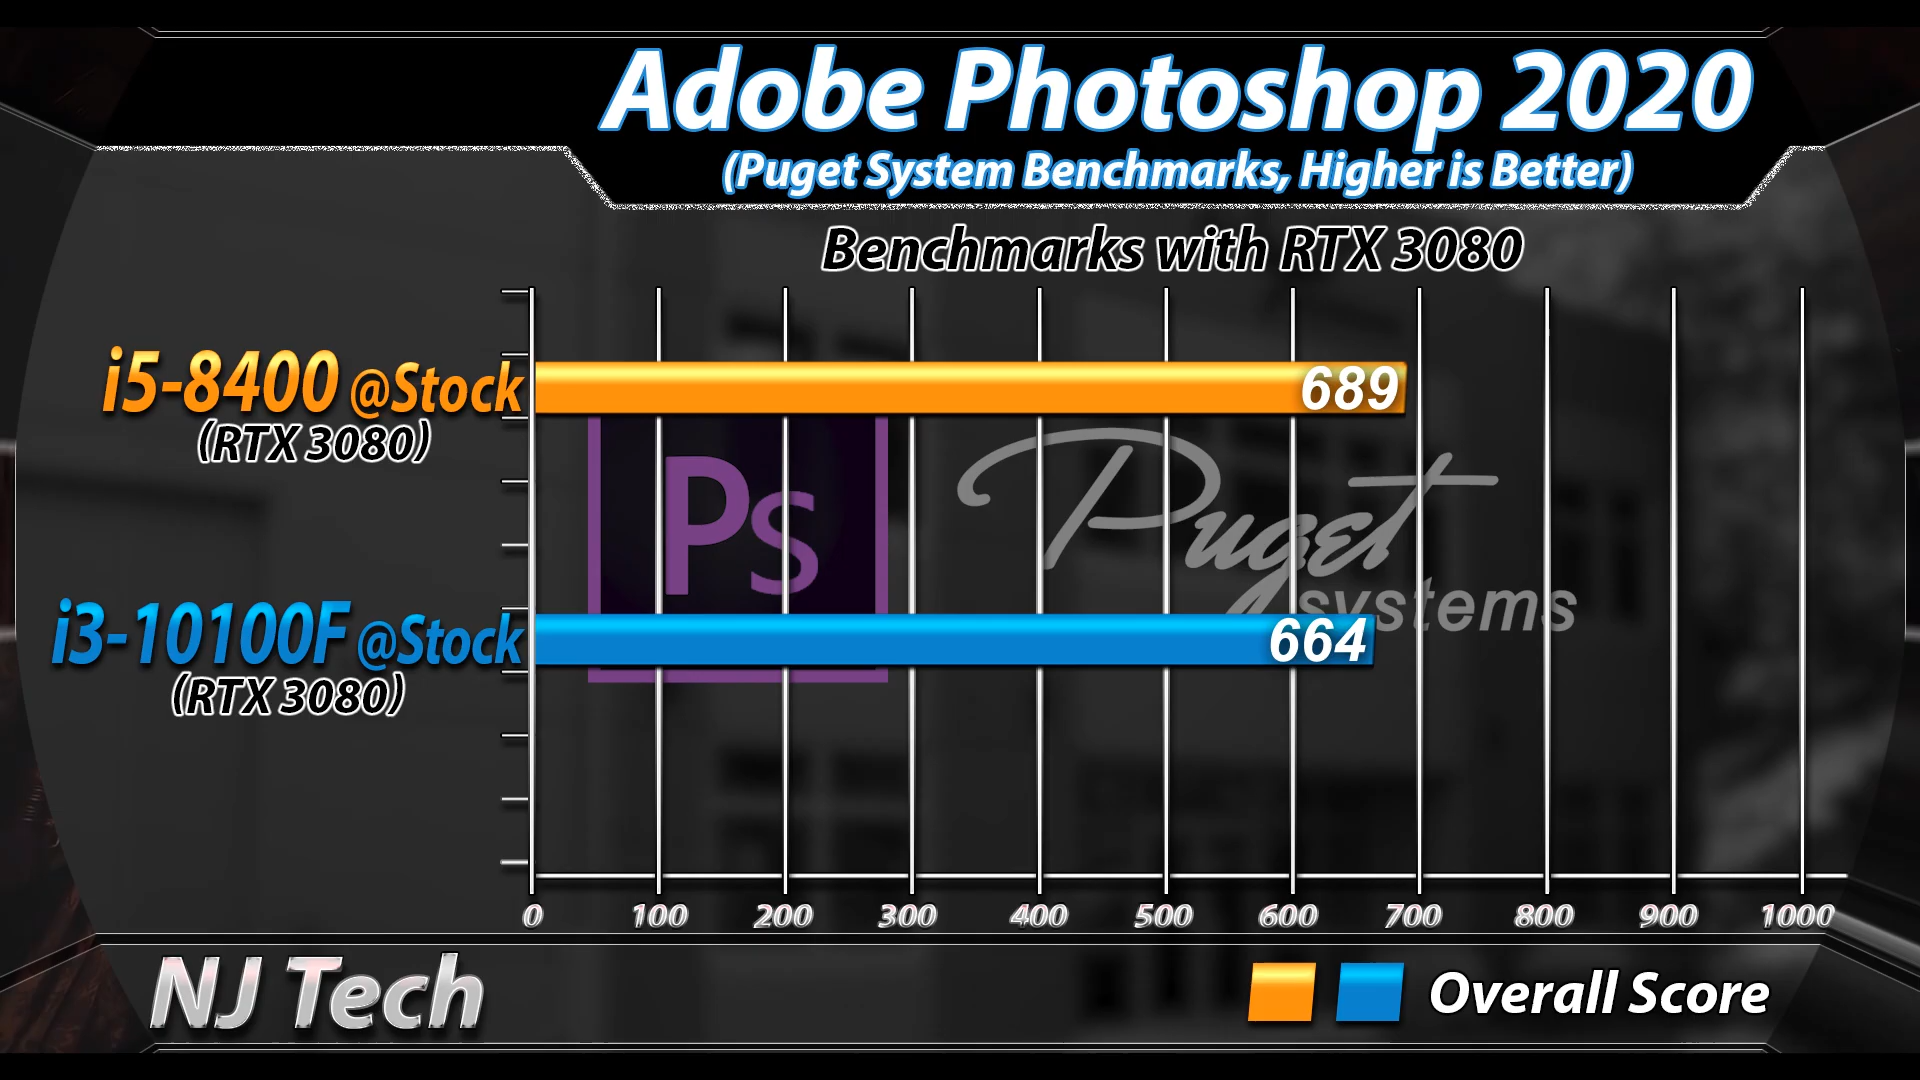 Adobe Photoshop 2020
(Puget System Benchmarks, Higher is Better)
Benchmarks with RTX 3080
i5-8400 @Stock
(RTX 3080)
689
Ps
Puget
systems
i3-10100F @Stock
(RTX 3080)
664
0 100 200 300 400 500 600 700 800 900 1000
NJ Tech
Overall Score